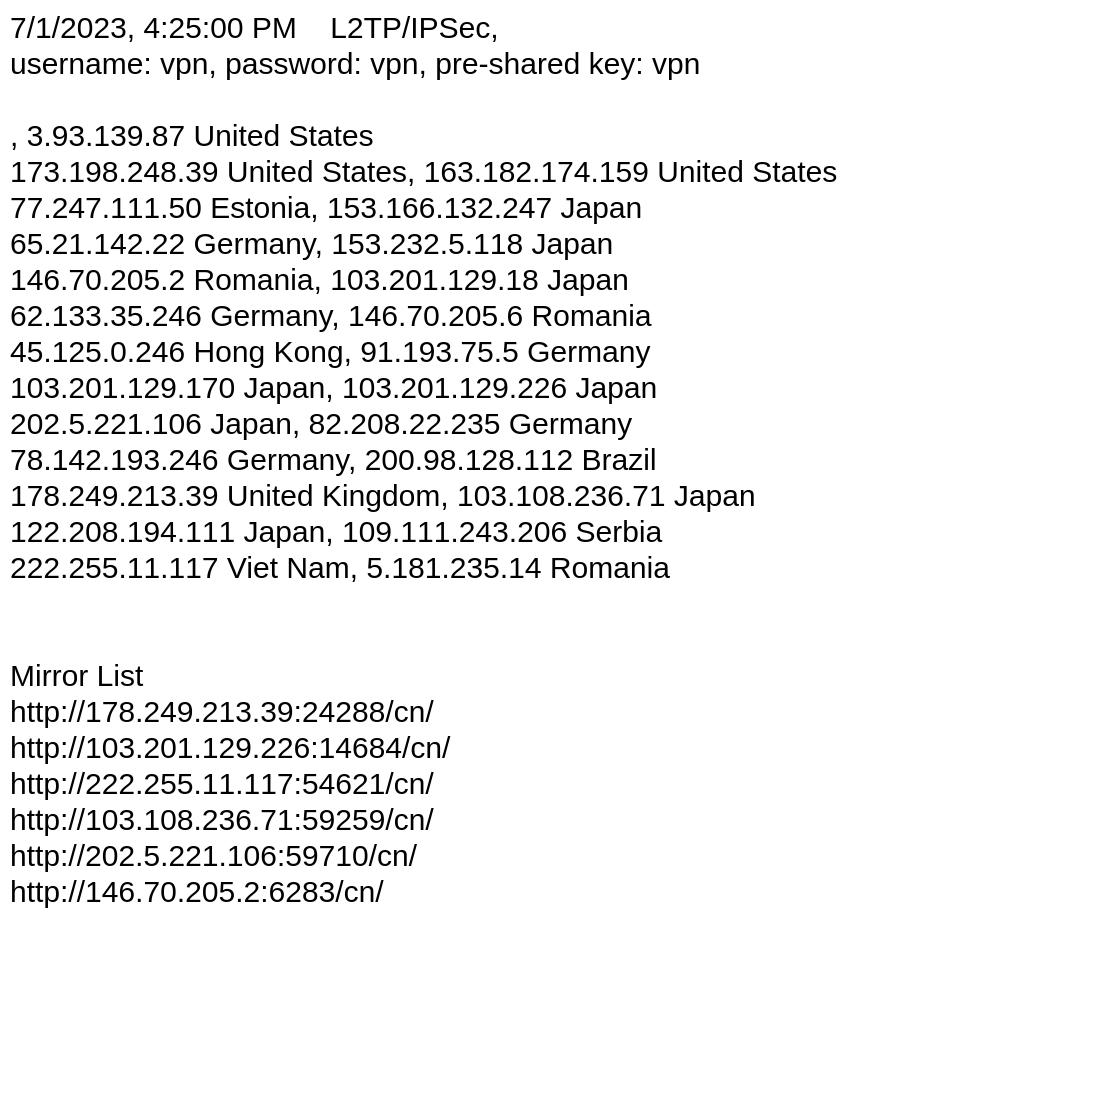 7/1/2023, 4:25:00 PM    L2TP/IPSec,
username: vpn, password: vpn, pre-shared key: vpn
, 3.93.139.87 United States
173.198.248.39 United States, 163.182.174.159 United States
77.247.111.50 Estonia, 153.166.132.247 Japan
65.21.142.22 Germany, 153.232.5.118 Japan
146.70.205.2 Romania, 103.201.129.18 Japan
62.133.35.246 Germany, 146.70.205.6 Romania
45.125.0.246 Hong Kong, 91.193.75.5 Germany
103.201.129.170 Japan, 103.201.129.226 Japan
202.5.221.106 Japan, 82.208.22.235 Germany
78.142.193.246 Germany, 200.98.128.112 Brazil
178.249.213.39 United Kingdom, 103.108.236.71 Japan
122.208.194.111 Japan, 109.111.243.206 Serbia
222.255.11.117 Viet Nam, 5.181.235.14 Romania
Mirror List
http://178.249.213.39:24288/cn/
http://103.201.129.226:14684/cn/
http://222.255.11.117:54621/cn/
http://103.108.236.71:59259/cn/
http://202.5.221.106:59710/cn/
http://146.70.205.2:6283/cn/